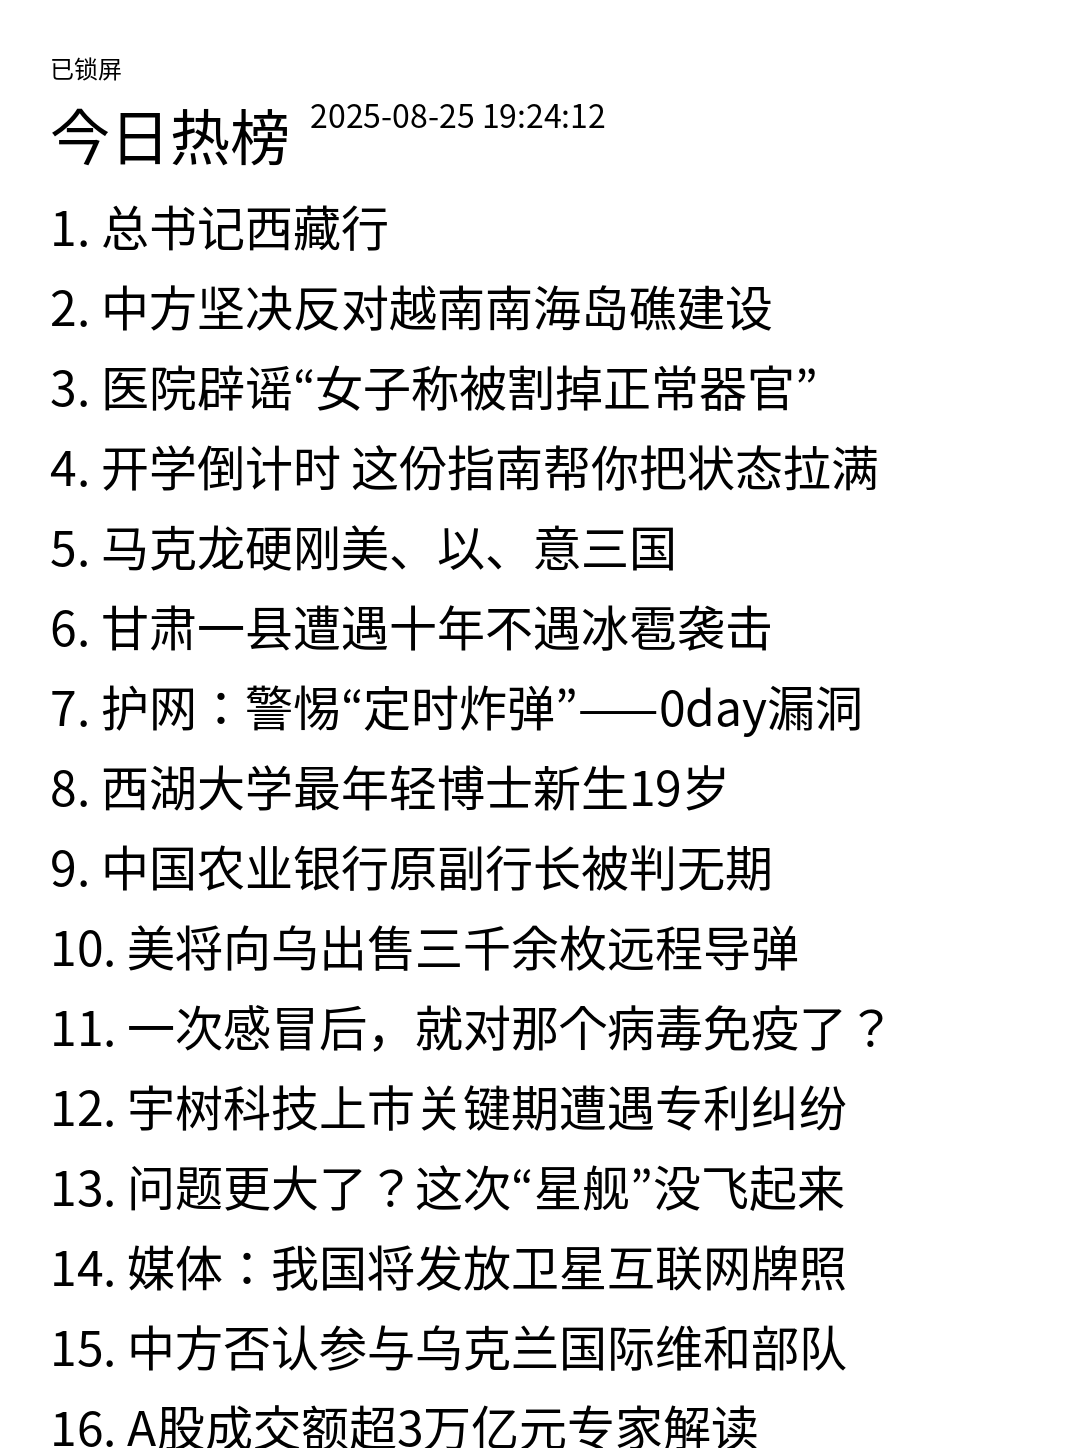 已锁屏
今日热榜 2025-08-25 19:24:12
1. 总书记西藏行
2. 中方坚决反对越南南海岛礁建设
3. 医院辟谣“女子称被割掉正常器官”
4. 开学倒计时 这份指南帮你把状态拉满
5. 马克龙硬刚美、以、意三国
6. 甘肃一县遭遇十年不遇冰雹袭击
7. 护网：警惕“定时炸弹”——0day漏洞
8. 西湖大学最年轻博士新生19岁
9. 中国农业银行原副行长被判无期
10. 美将向乌出售三千余枚远程导弹
11. 一次感冒后，就对那个病毒免疫了？
12. 宇树科技上市关键期遭遇专利纠纷
13. 问题更大了？这次“星舰”没飞起来
14. 媒体：我国将发放卫星互联网牌照
15. 中方否认参与乌克兰国际维和部队
16. A股成交额超3万亿元专家解读